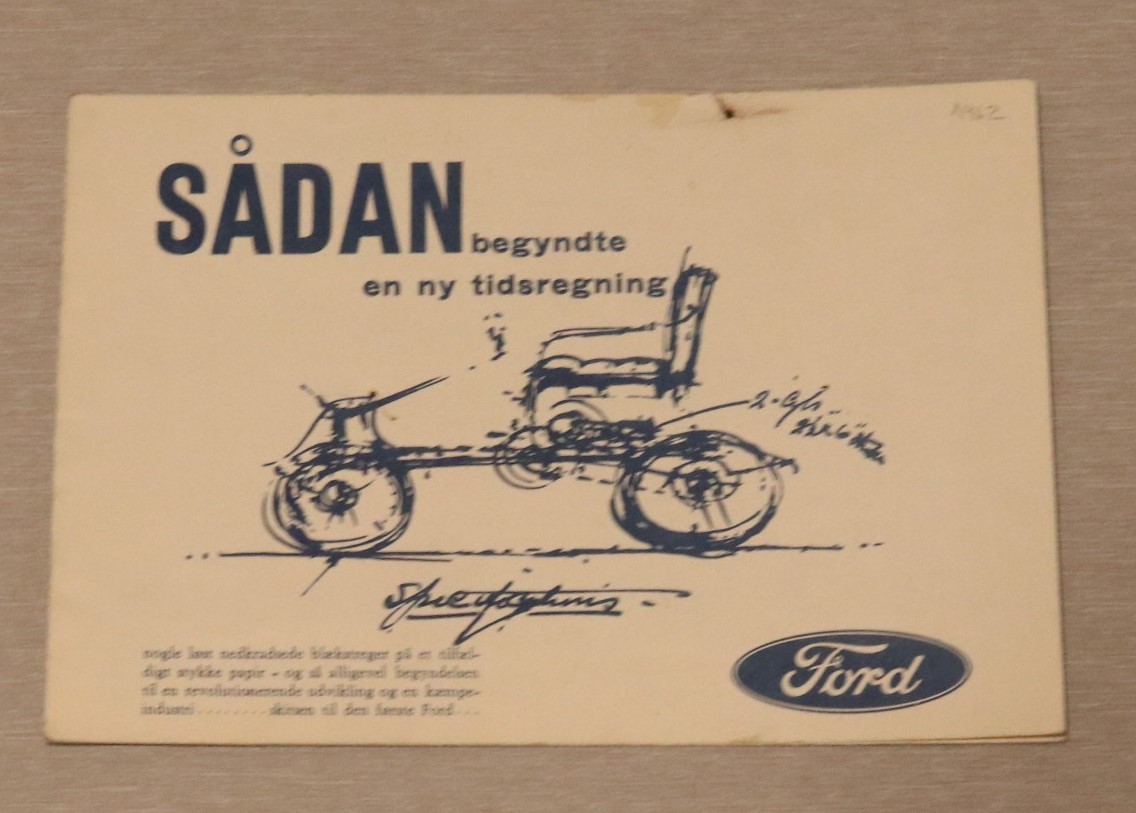 1962
SÅDAN begyndte
en ny tidsregning
nogle løst nedkradsede blækstreger på et tilfæl-
digt stykke papir - og så alligevel begyndelsen
til en revolutionerende udvikling og en kæmpe-
industri ........ skitsen til den første Ford ...
Ford